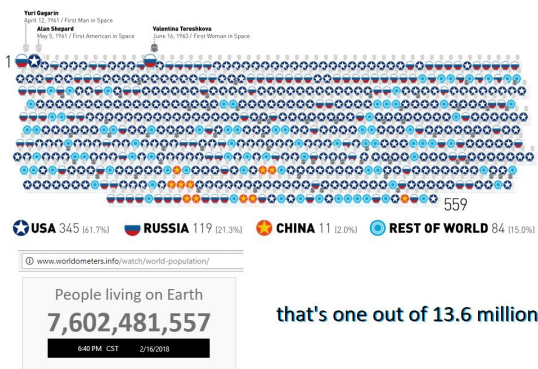 Yuri Gagarin
April 12, 1961 / First Man in Space
Alan Shepard
May 5, 1961 / First American in Space
Valentina Tereshkova
June 16, 1963 / First Woman in Space
1
559
USA 345 (61.7%) RUSSIA 119 (21.3%) CHINA 11 (2.0%) REST OF WORLD 84 (15.0%)
www.worldometers.info/watch/world-population/
People living on Earth
7,602,481,557
6:40 PM CST 2/16/2018
that's one out of 13.6 million